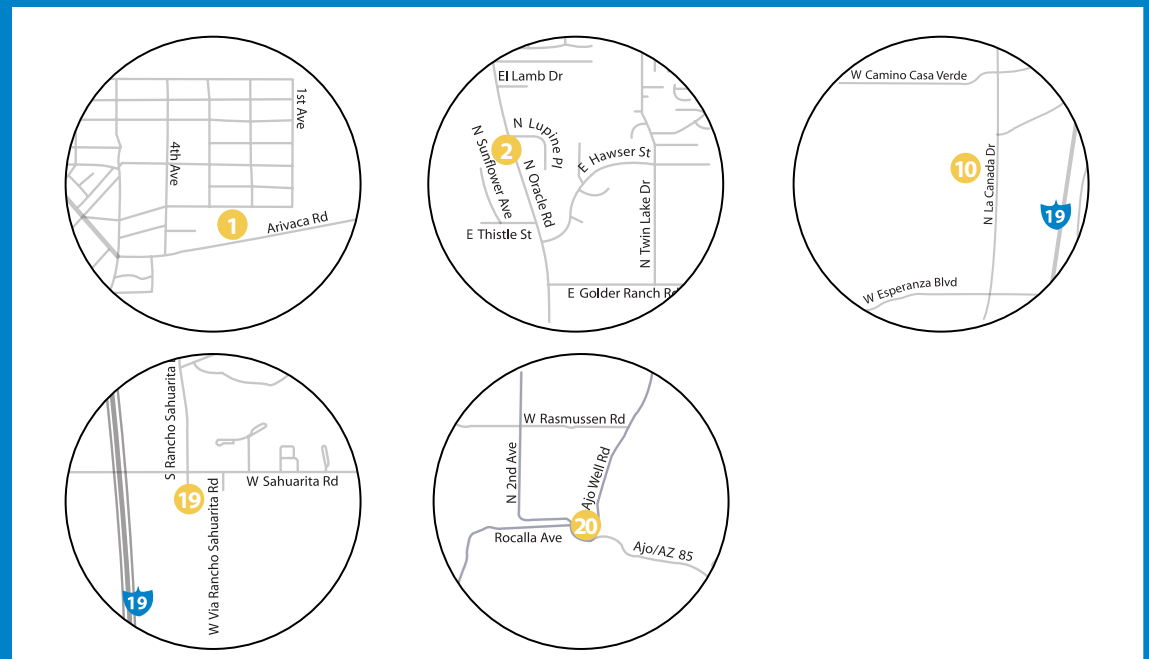 1st Ave
4th Ave
1
Arivaca Rd
El Lamb Dr
N Lupine Pl
2
N Sunflower Ave
N Oracle Rd
E Hawser St
N Twin Lake Dr
E Thistle St
E Golder Ranch R
W Camino Casa Verde
10
N La Canada Dr
19
W Esperanza Blvd
S Rancho Sahuarita
W Sahuarita Rd
19
W Via Rancho Sahuarita Rd
19
W Rasmussen Rd
N 2nd Ave
Ajo Well Rd
20
Rocalla Ave
Ajo/AZ 85